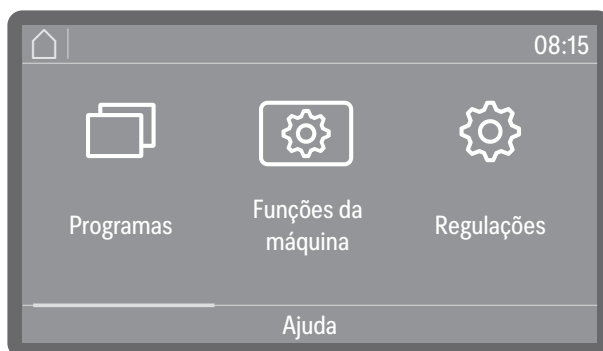 08:15
Programas
Funções da
máquina
Regulações
Ajuda